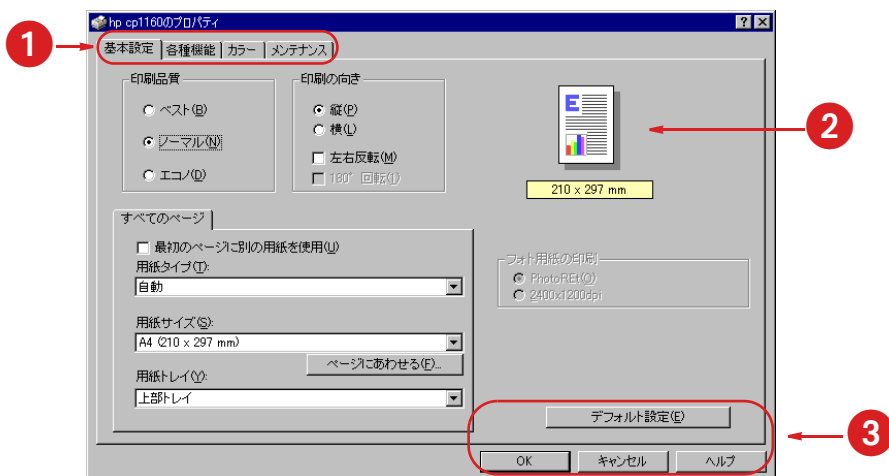 hp cp1160のプロパティ
1
基本設定 各種機能 カラー メンテナンス
印刷品質
ベスト(B)
ノーマル(N)
エコノ(D)
印刷の向き
縦(P)
横(L)
左右反転(M)
180° 回転(I)
E
2
210 x 297 mm
すべてのページ
最初のページに別の用紙を使用(U)
用紙タイプ(T):
自動
用紙サイズ(S):
A4 (210 x 297 mm)
ページにあわせる(F)...
用紙トレイ(Y):
上部トレイ
フォト用紙の印刷
PhotoREt(O)
2400x1200dpi
デフォルト設定(E)
3
OK キャンセル ヘルプ